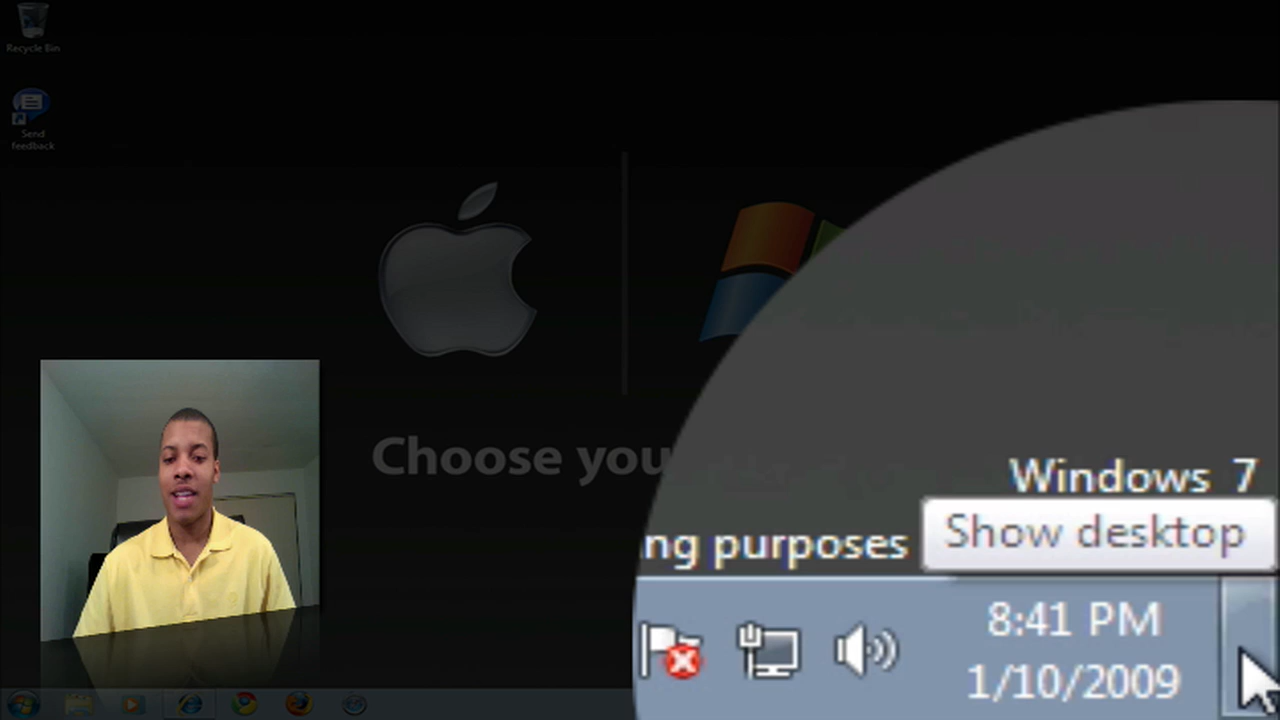 Recycle Bin
Send
feedback
Choose you
Windows 7
ng purposes
Show desktop
8:41 PM
1/10/2009